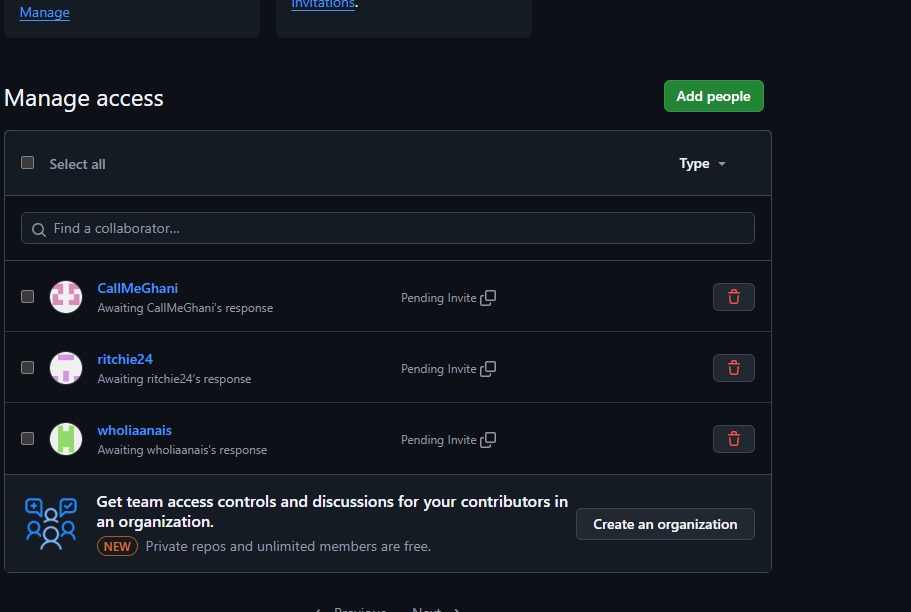 Manage
invitations.
Manage access
Add people
Select all
Type
Find a collaborator...
CallMeGhani
Awaiting CallMeGhani's response
Pending Invite
ritchie24
Awaiting ritchie24's response
Pending Invite
wholiaanais
Awaiting wholiaanais's response
Pending Invite
Get team access controls and discussions for your contributors in
an organization.
Create an organization
NEW Private repos and unlimited members are free.
Previous Next